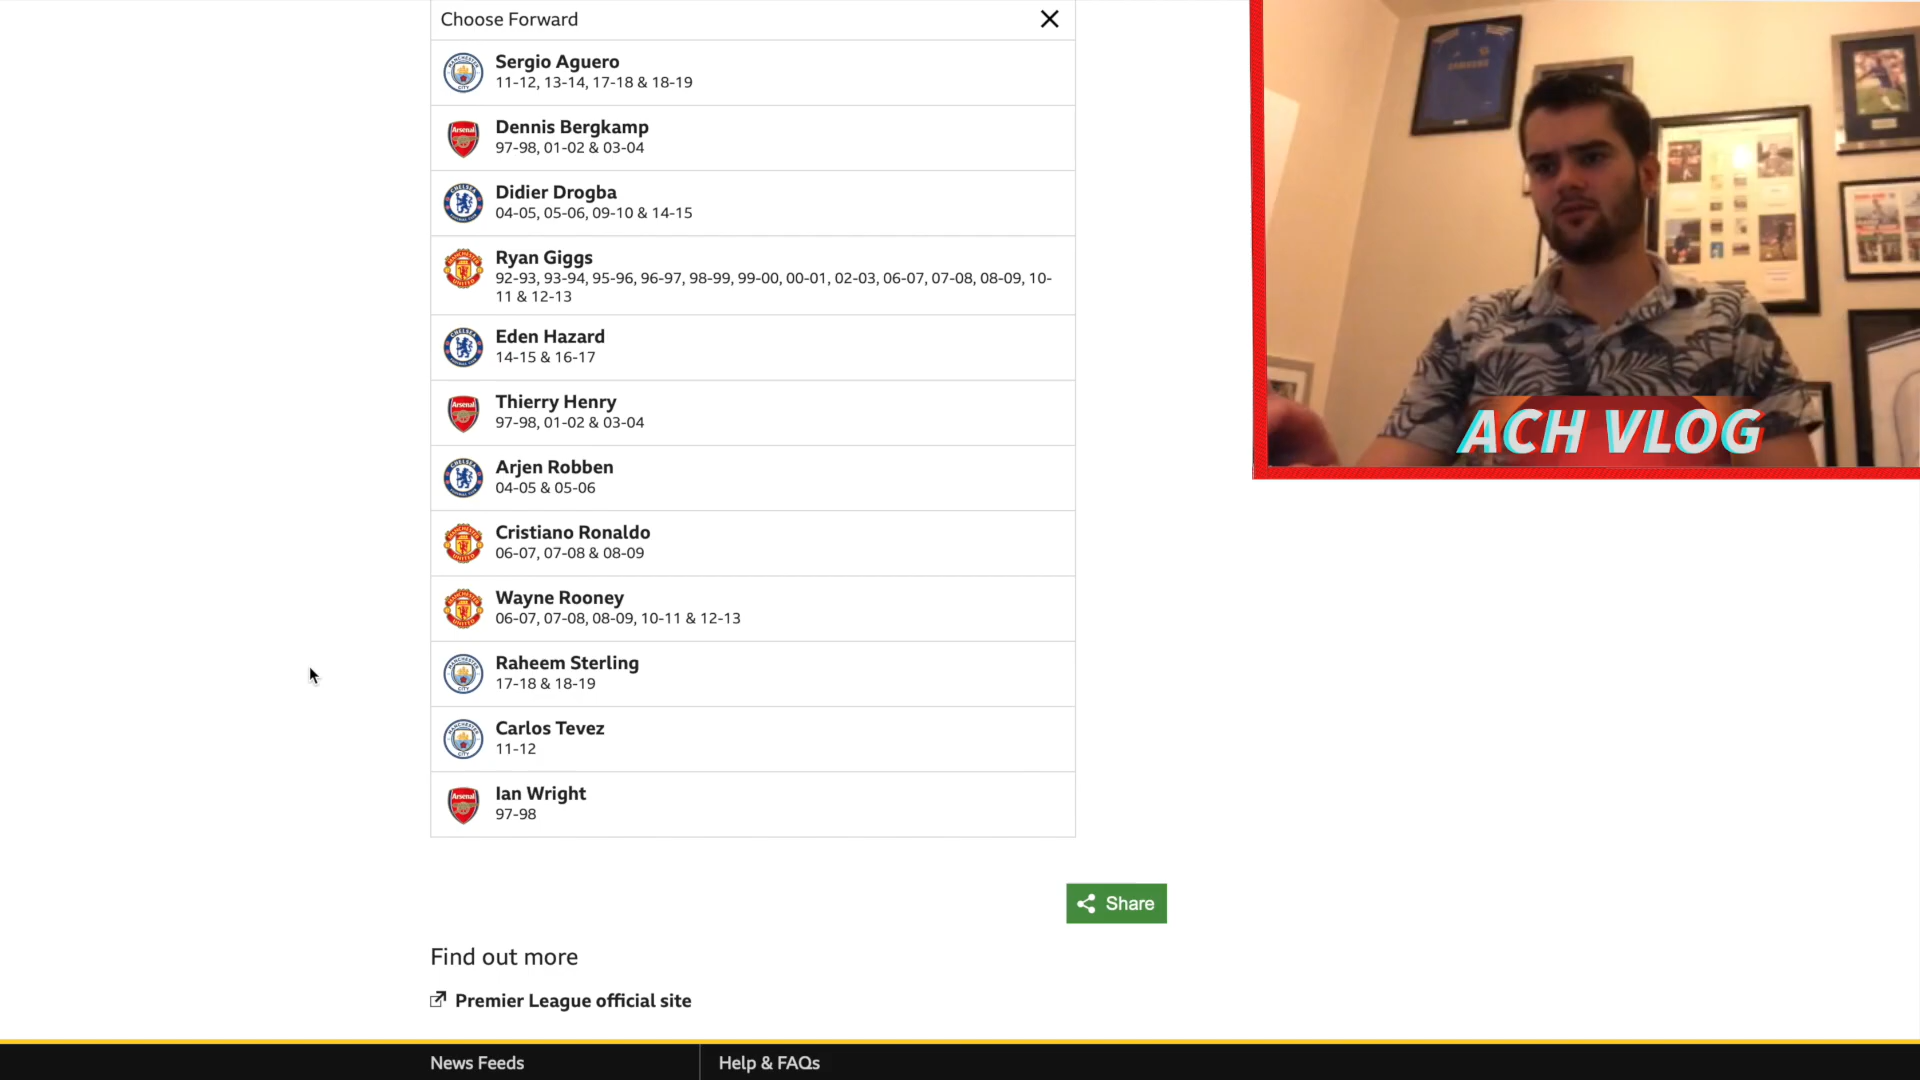 Choose Forward
Sergio Aguero
11-12, 13-14, 17-18 & 18-19
Dennis Bergkamp
97-98, 01-02 & 03-04
Didier Drogba
04-05, 05-06, 09-10 & 14-15
Ryan Giggs
92-93, 93-94, 95-96, 96-97, 98-99, 99-00, 00-01, 02-03, 06-07, 07-08, 08-09, 10-
11 & 12-13
Eden Hazard
14-15 & 16-17
Arsenal
Thierry Henry
97-98, 01-02 & 03-04
Arjen Robben
04-05 & 05-06
Cristiano Ronaldo
06-07, 07-08 & 08-09
Wayne Rooney
06-07, 07-08, 08-09, 10-11 & 12-13
Raheem Sterling
17-18 & 18-19
Carlos Tevez
11-12
Arsenal
Ian Wright
97-98
Share
Find out more
Premier League official site
News Feeds
Help & FAQs
SAMSUNG
ACH VLOG